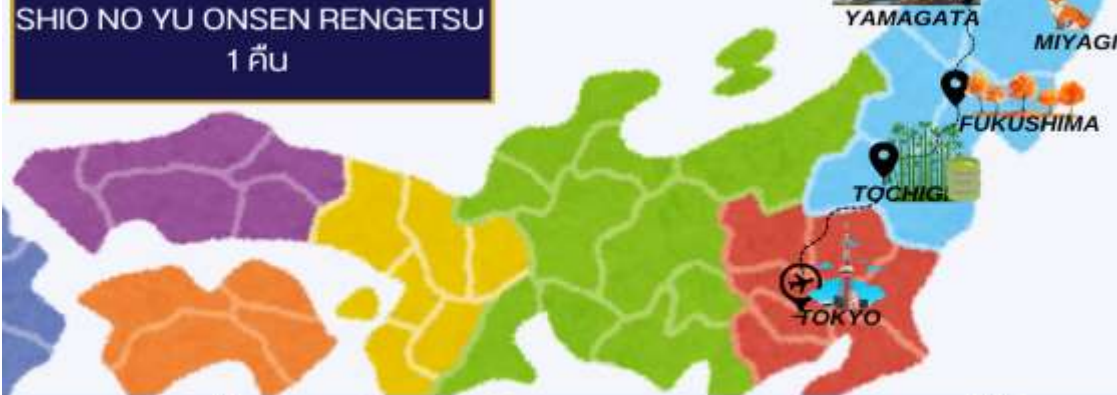 SHIO NO YU ONSEN RENGETSU
1 คืน
YAMAGATA
MIYAGI
FUKUSHIMA
TOCHIGI
TOKYO